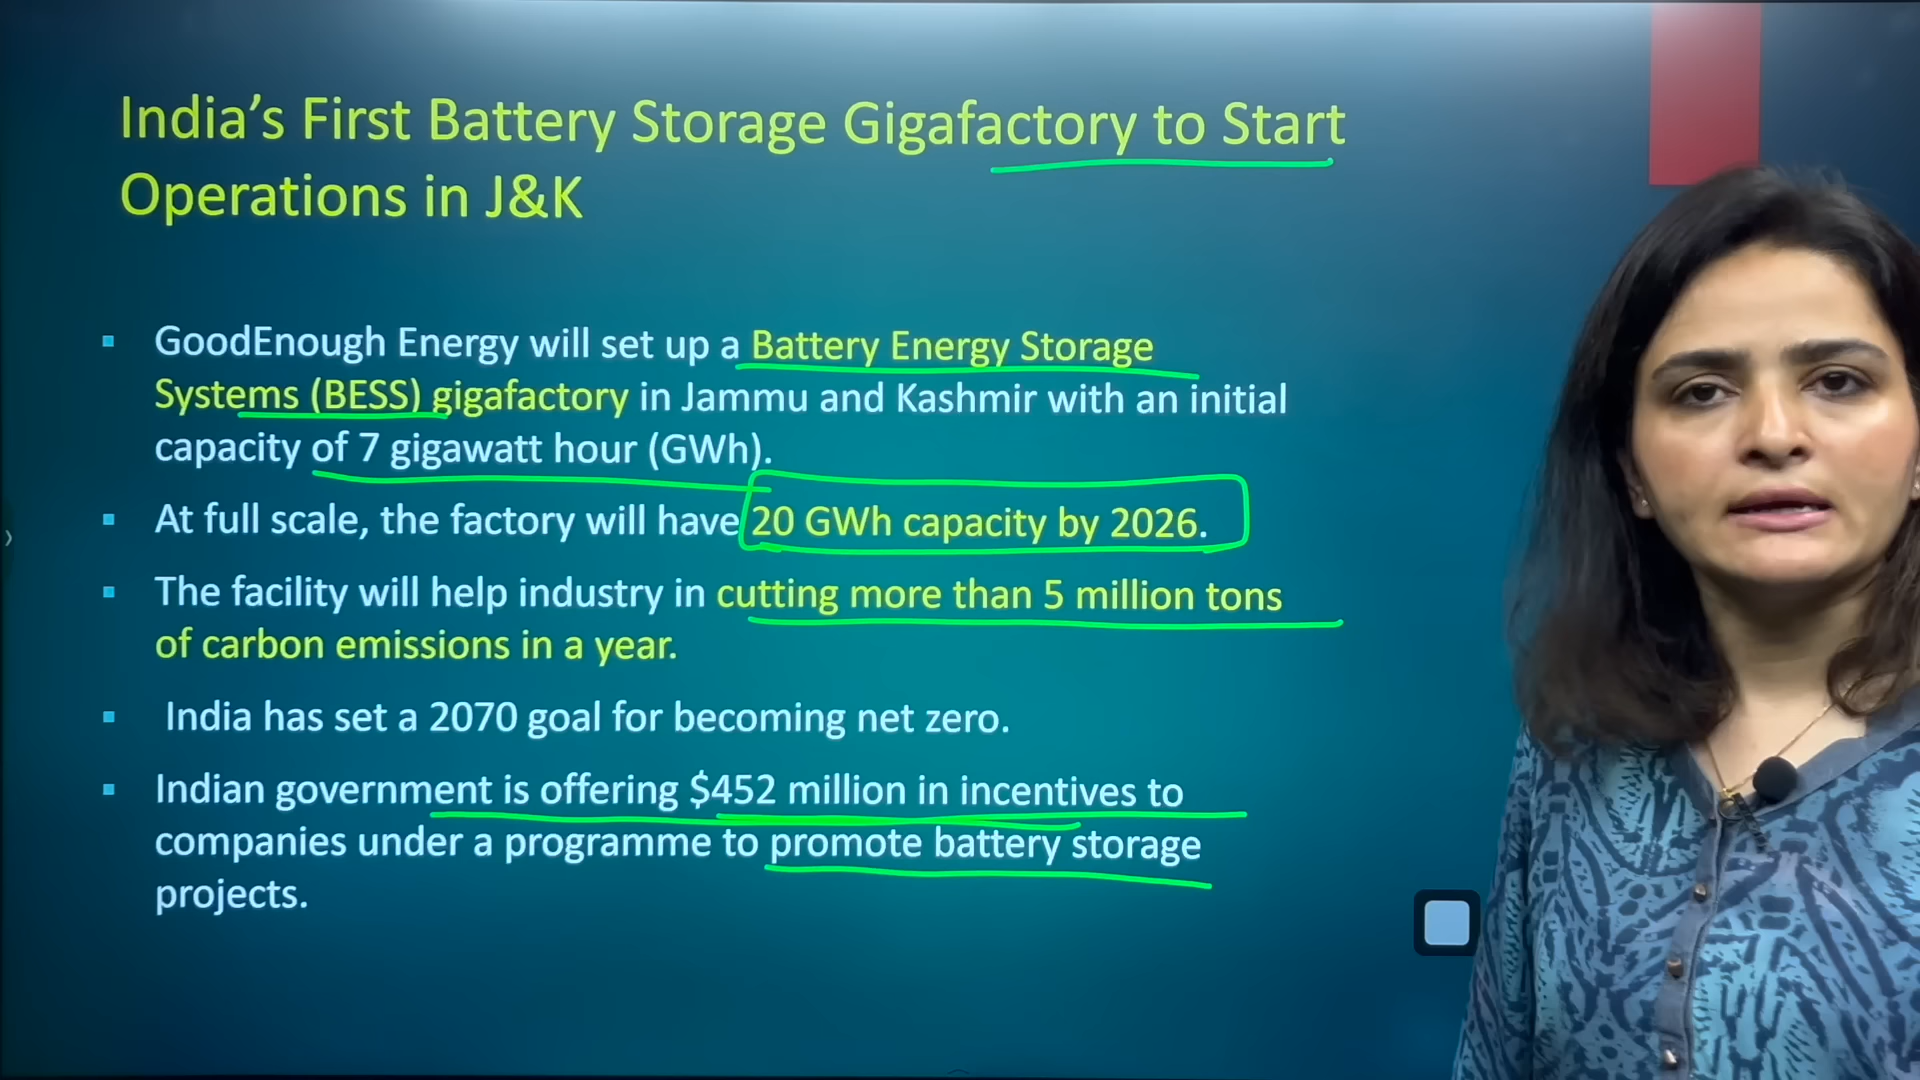 India’s First Battery Storage Gigafactory to Start
Operations in J&K
GoodEnough Energy will set up a Battery Energy Storage
Systems (BESS) gigafactory in Jammu and Kashmir with an initial
capacity of 7 gigawatt hour (GWh).
At full scale, the factory will have 20 GWh capacity by 2026.
The facility will help industry in cutting more than 5 million tons
of carbon emissions in a year.
India has set a 2070 goal for becoming net zero.
Indian government is offering $452 million in incentives to
companies under a programme to promote battery storage
projects.